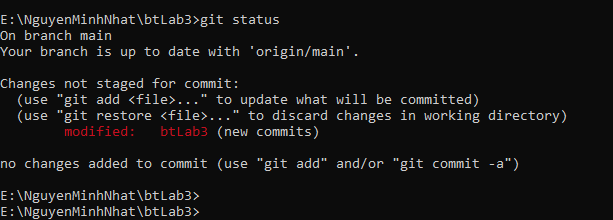 E:\NguyenMinhNhat\btLab3>git status
On branch main
Your branch is up to date with 'origin/main'.
Changes not staged for commit:
(use "git add <file>..." to update what will be committed)
(use "git restore <file>..." to discard changes in working directory)
modified:   btLab3 (new commits)
no changes added to commit (use "git add" and/or "git commit -a")
E:\NguyenMinhNhat\btLab3>
E:\NguyenMinhNhat\btLab3>